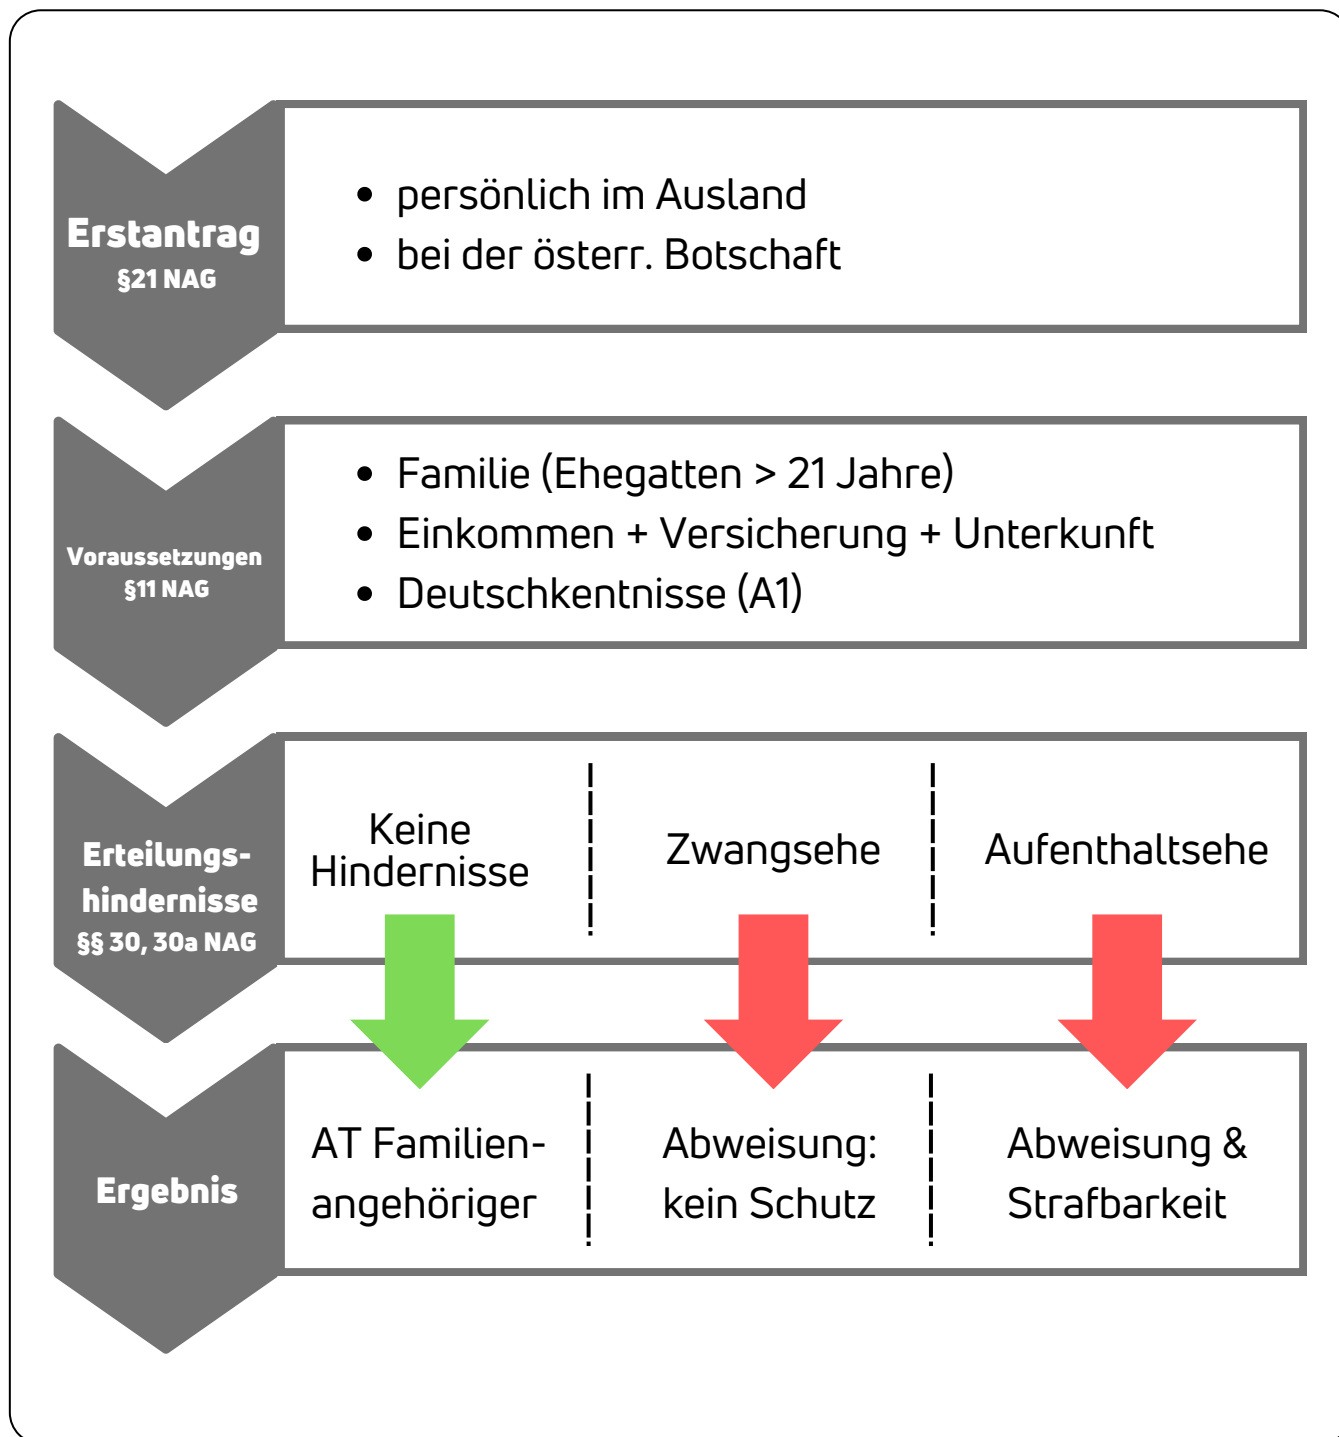 Erstantrag
§21 NAG
• persönlich im Ausland
• bei der österr. Botschaft
Voraussetzungen
§11 NAG
• Familie (Ehegatten > 21 Jahre)
• Einkommen + Versicherung + Unterkunft
• Deutschkentnisse (A1)
Erteilungs-
hindernisse
§§ 30, 30a NAG
Keine
Hindernisse
Zwangsehe
Aufenthaltsehe
Ergebnis
AT Familien-
angehöriger
Abweisung:
kein Schutz
Abweisung &
Strafbarkeit